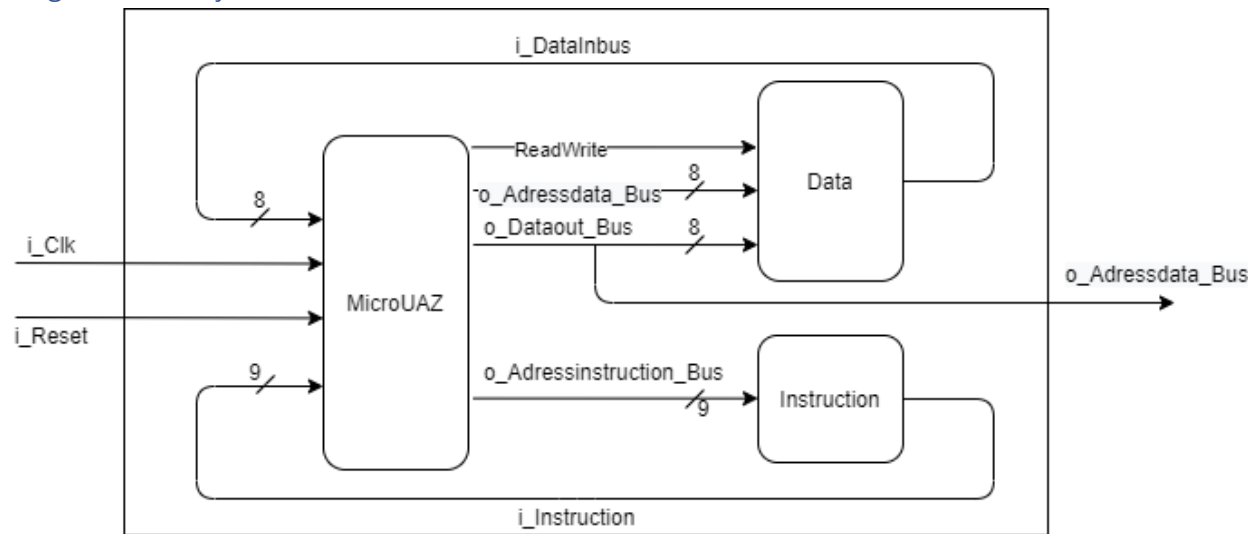 i_DataInbus
ReadWrite
8
o_Adressdata_Bus
8
Data
o_Dataout_Bus
8
i_Clk
o_Adressdata_Bus
MicroUAZ
i_Reset
9
o_Adressinstruction_Bus
9
Instruction
i_Instruction